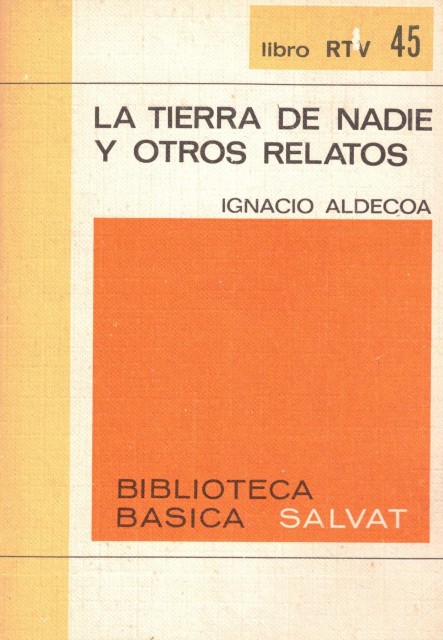 libro RTV 45
LA TIERRA DE NADIE
Y OTROS RELATOS
IGNACIO ALDECOA
BIBLIOTECA
BASICA SALVAT